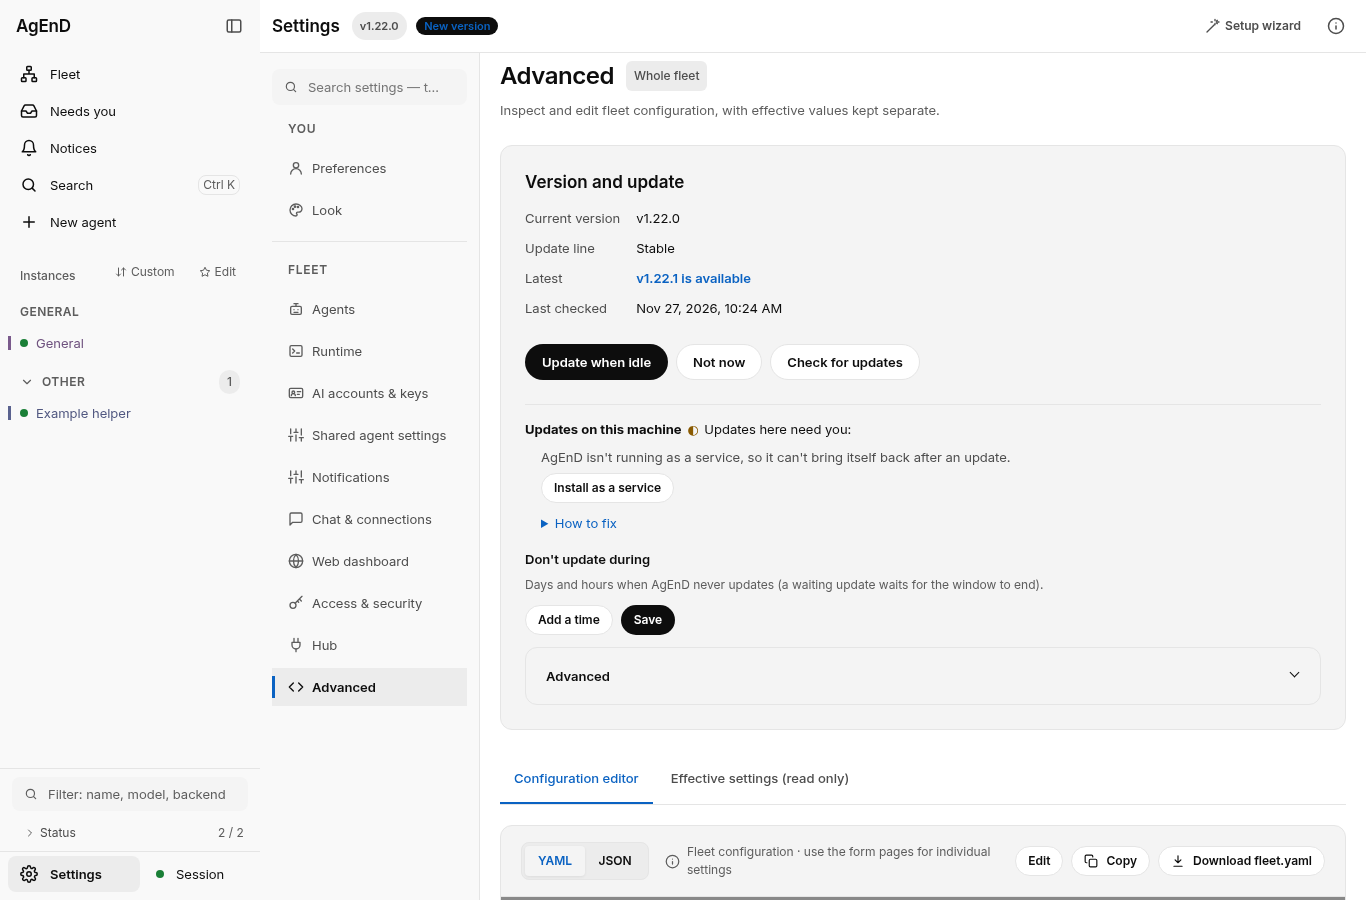 AgEnD
Fleet
Needs you
Notices
Search
Ctrl K
New agent
Instances
Custom
Edit
GENERAL
General
OTHER
1
Example helper
Filter: name, model, backend
Status
2 / 2
Settings
Session
Settings
v1.22.0
New version
Setup wizard
Search settings — t...
YOU
Preferences
Look
FLEET
Agents
Runtime
AI accounts & keys
Shared agent settings
Notifications
Chat & connections
Web dashboard
Access & security
Hub
Advanced
Advanced
Whole fleet
Inspect and edit fleet configuration, with effective values kept separate.
Version and update
Current version v1.22.0
Update line Stable
Latest v1.22.1 is available
Last checked Nov 27, 2026, 10:24 AM
Update when idle
Not now
Check for updates
Updates on this machine Updates here need you:
AgEnD isn't running as a service, so it can't bring itself back after an update.
Install as a service
How to fix
Don't update during
Days and hours when AgEnD never updates (a waiting update waits for the window to end).
Add a time
Save
Advanced
Configuration editor
Effective settings (read only)
YAML
JSON
Fleet configuration · use the form pages for individual
settings
Edit
Copy
Download fleet.yaml